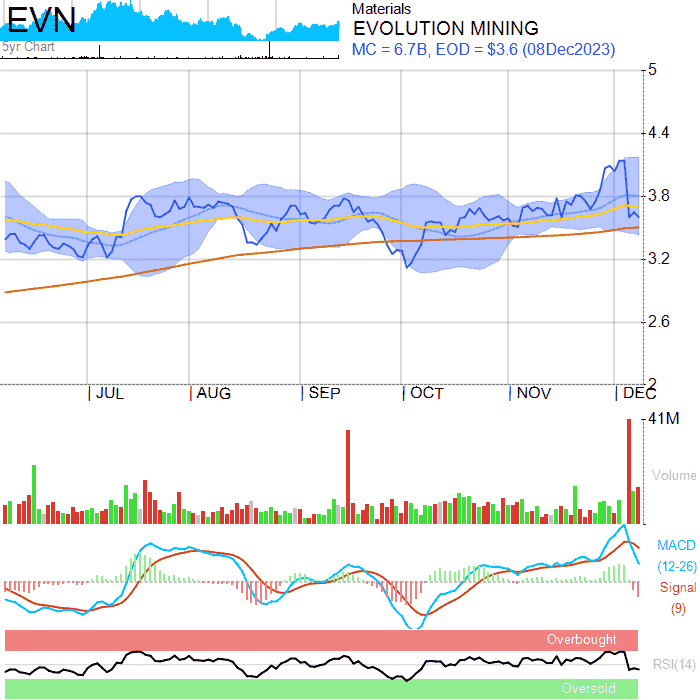 EVN
5yr Chart
Materials
EVOLUTION MINING
MC = 6.7B, EOD = $3.6 (08Dec2023)
5
4.4
3.8
3.2
2.6
2
JUL AUG SEP OCT NOV DEC
41M
Volume
MACD
(12-26)
Signal
(9)
Overbought
RSI(14)
Oversold